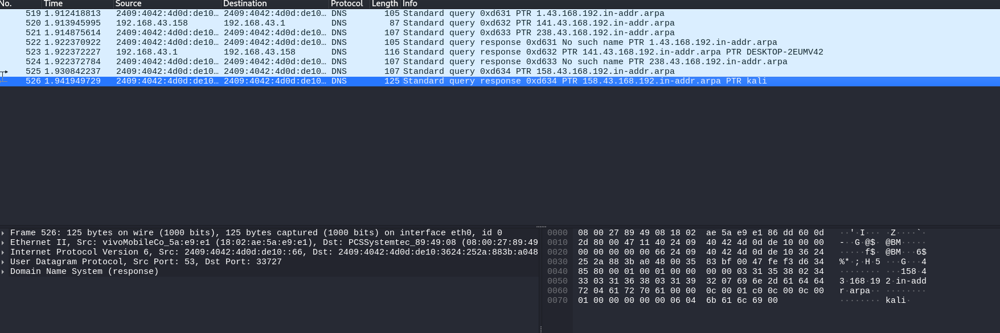 No. Time Source Destination Protocol Length Info
519 1.912418813 2409:4042:4d0d:de10… 2409:4042:4d0d:de10… DNS 105 Standard query 0xd631 PTR 1.43.168.192.in-addr.arpa
520 1.913945995 192.168.43.158 192.168.43.1 DNS 87 Standard query 0xd632 PTR 141.43.168.192.in-addr.arpa
521 1.914875614 2409:4042:4d0d:de10… 2409:4042:4d0d:de10… DNS 107 Standard query 0xd633 PTR 238.43.168.192.in-addr.arpa
522 1.922370922 2409:4042:4d0d:de10… 2409:4042:4d0d:de10… DNS 105 Standard query response 0xd631 No such name PTR 1.43.168.192.in-addr.arpa
523 1.922372227 192.168.43.1 192.168.43.158 DNS 116 Standard query response 0xd632 PTR 141.43.168.192.in-addr.arpa PTR DESKTOP-2EUMV42
524 1.922372784 2409:4042:4d0d:de10… 2409:4042:4d0d:de10… DNS 107 Standard query response 0xd633 No such name PTR 238.43.168.192.in-addr.arpa
525 1.930842237 2409:4042:4d0d:de10… 2409:4042:4d0d:de10… DNS 107 Standard query 0xd634 PTR 158.43.168.192.in-addr.arpa
526 1.941949729 2409:4042:4d0d:de10… 2409:4042:4d0d:de10… DNS 125 Standard query response 0xd634 PTR 158.43.168.192.in-addr.arpa PTR kali
Frame 526: 125 bytes on wire (1000 bits), 125 bytes captured (1000 bits) on interface eth0, id 0
Ethernet II, Src: vivoMobileCo_5a:e9:e1 (18:02:ae:5a:e9:e1), Dst: PCSSystemtec_89:49:08 (08:00:27:89:49
Internet Protocol Version 6, Src: 2409:4042:4d0d:de10::66, Dst: 2409:4042:4d0d:de10:3624:252a:883b:a048
User Datagram Protocol, Src Port: 53, Dst Port: 33727
Domain Name System (response)
0000 08 00 27 89 49 08 18 02 ae 5a e9 e1 86 dd 60 0d ··'·I··· ·Z····`·
0010 2d 80 00 47 11 40 24 09 40 42 4d 0d de 10 00 00 -··G·@$· @BM·····
0020 00 00 00 00 00 66 24 09 40 42 4d 0d de 10 36 24 ·····f$· @BM···6$
0030 25 2a 88 3b a0 48 00 35 83 bf 00 47 fe f3 d6 34 %*·;·H·5 ···G···4
0040 85 80 00 01 00 01 00 00 00 00 03 31 35 38 02 34 ········ ···158·4
0050 33 03 31 36 38 03 31 39 32 07 69 6e 2d 61 64 64 3·168·19 2·in-add
0060 72 04 61 72 70 61 00 00 0c 00 01 c0 0c 00 0c 00 r·arpa·· ········
0070 01 00 00 00 00 00 06 04 6b 61 6c 69 00 ········ kali·